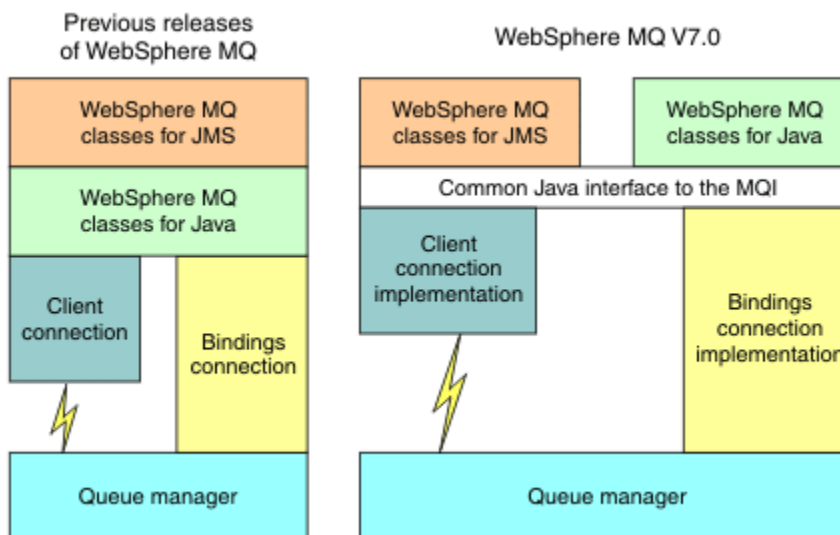 Previous releases
of WebSphere MQ
WebSphere MQ
classes for JMS
WebSphere MQ
classes for Java
Client
connection
Bindings
connection
Queue manager
WebSphere MQ V7.0
WebSphere MQ
classes for JMS
WebSphere MQ
classes for Java
Common Java interface to the MQI
Client
connection
implementation
Bindings
connection
implementation
Queue manager